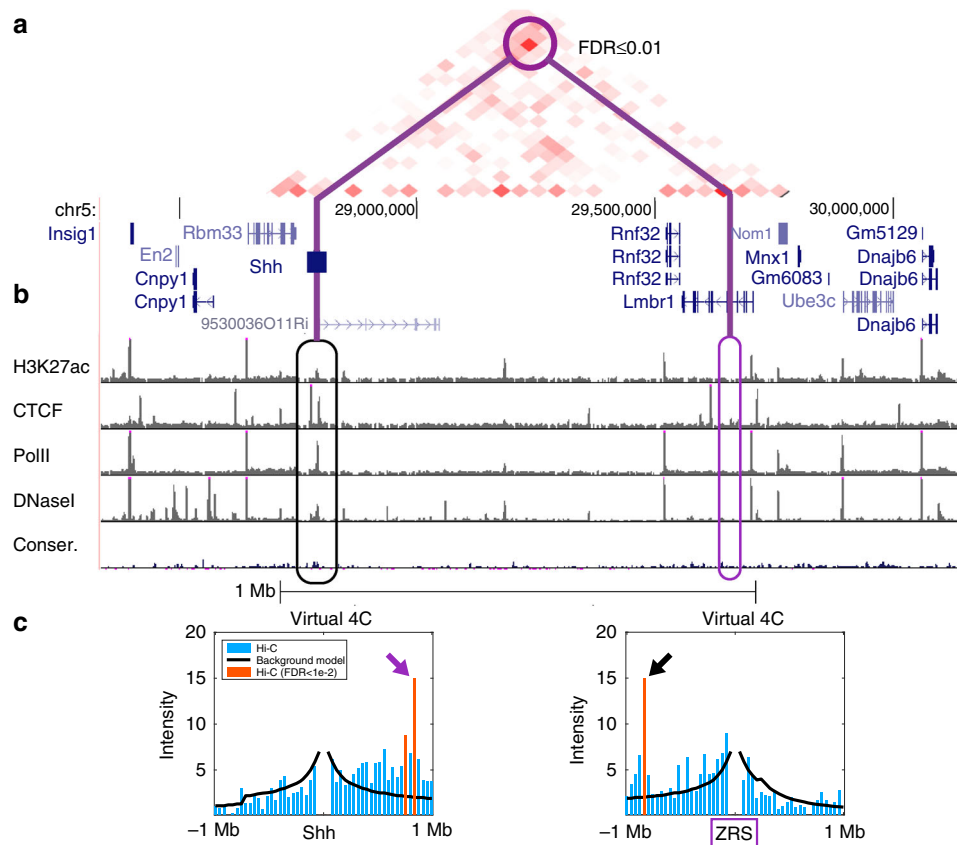 a
FDR≤0.01
chr5:
29,000,000
29,500,000
30,000,000
Insig1
Rbm33
Rnf32
Nom1
Gm5129
En2
Shh
Rnf32
Mnx1
Dnajb6
Cnpy1
Rnf32
Gm6083
Dnajb6
Cnpy1
Lmbr1
Ube3c
b
9530036O11Ri
Dnajb6
H3K27ac
CTCF
PolII
DNaseI
Conser.
1 Mb
c
Virtual 4C
20
15
10
5
Intensity
Hi-C
Background model
Hi-C (FDR<1e-2)
−1 Mb
Shh
1 Mb
Virtual 4C
20
15
10
5
Intensity
−1 Mb
ZRS
1 Mb